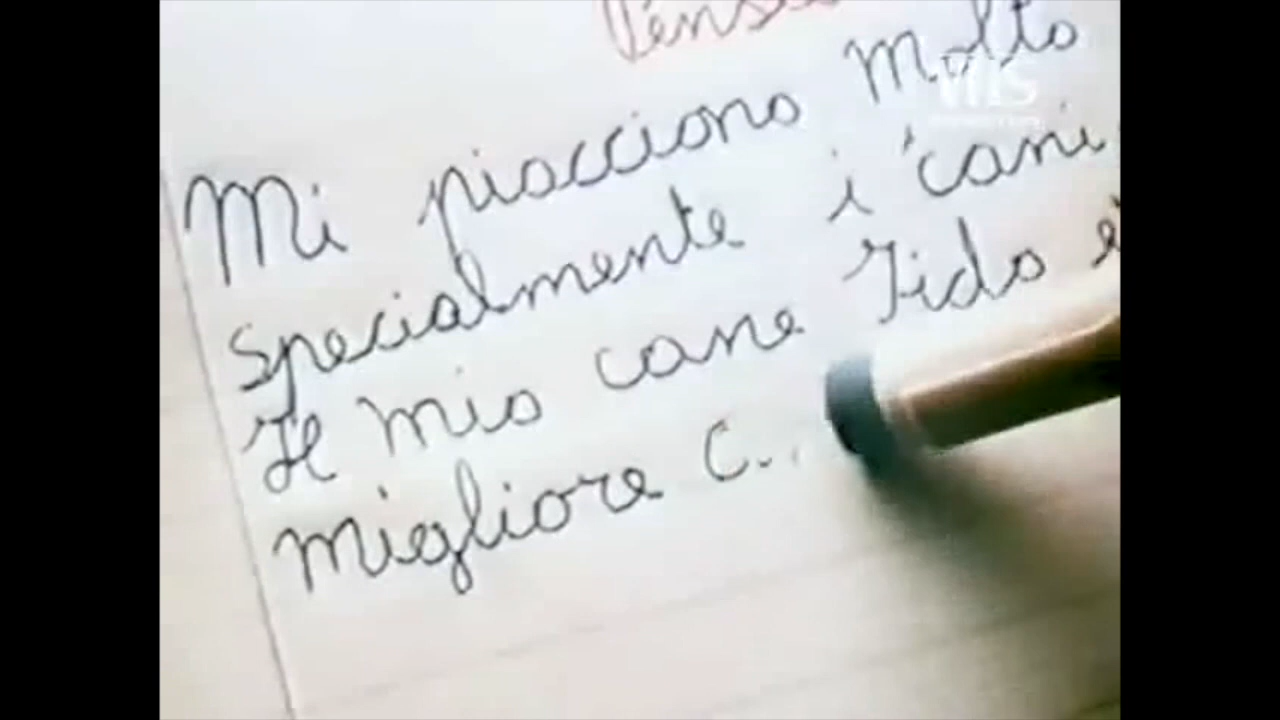 Mi piacciono molto
specialmente i cani
Il mio cane Fido e'
migliore c..